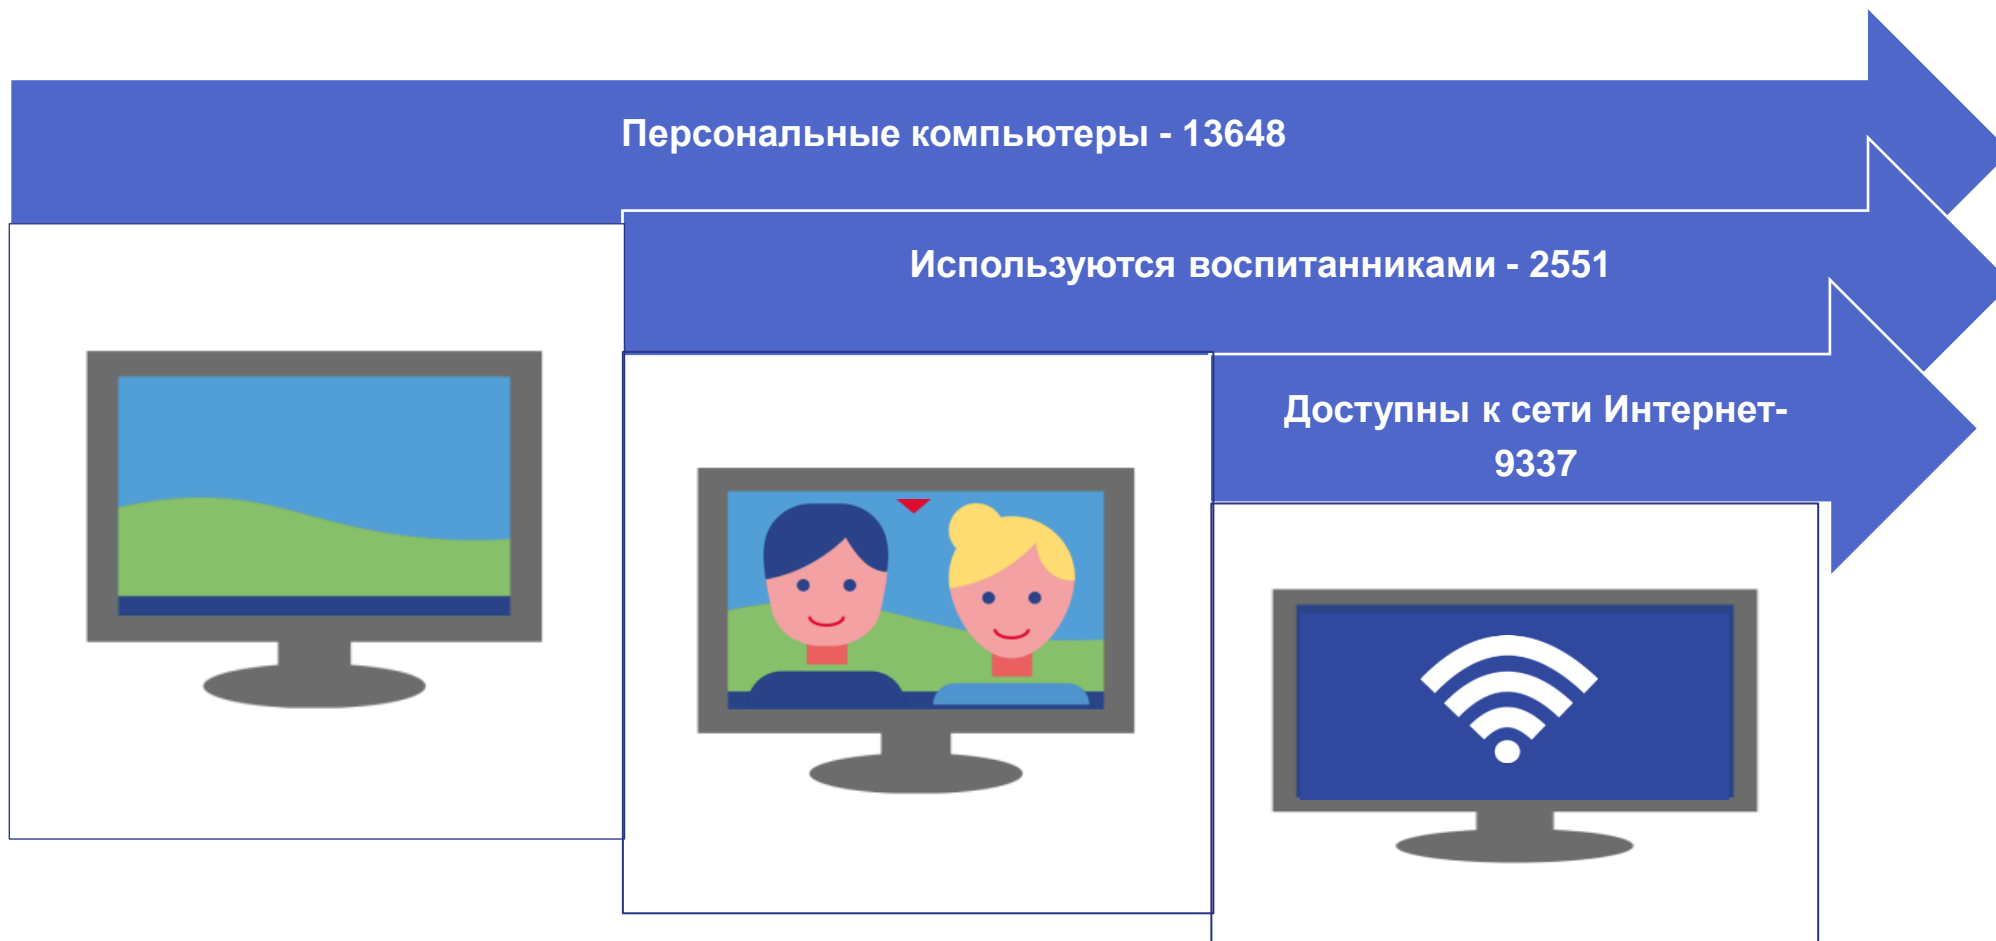 Персональные компьютеры - 13648
Используются воспитанниками - 2551
Доступны к сети Интернет-
9337